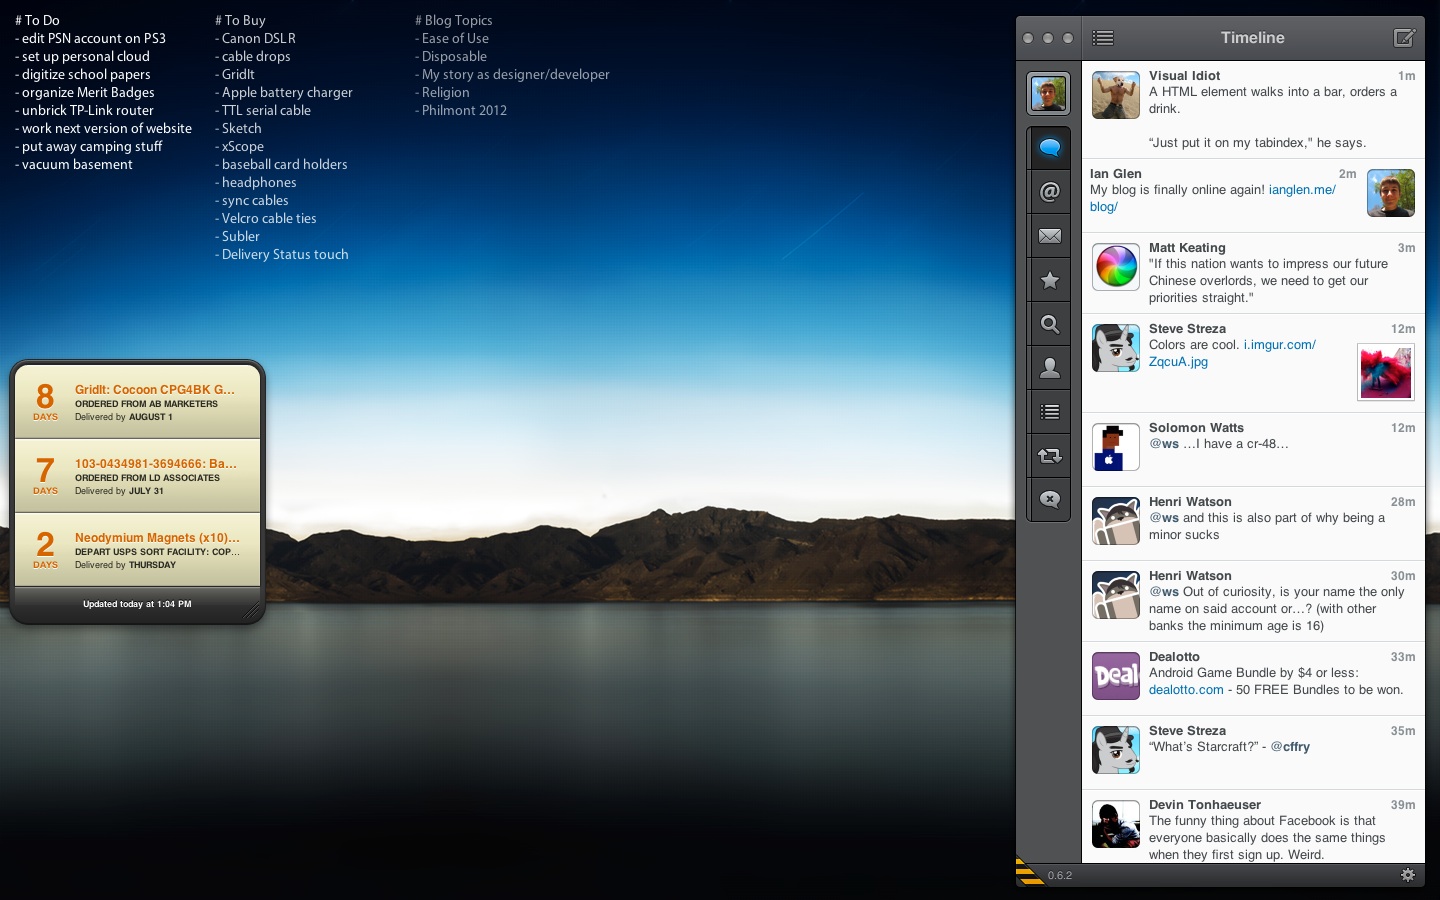 # To Do
- edit PSN account on PS3
- set up personal cloud
- digitize school papers
- organize Merit Badges
- unbrick TP-Link router
- work next version of website
- put away camping stuff
- vacuum basement
# To Buy
- Canon DSLR
- cable drops
- GridIt
- Apple battery charger
- TTL serial cable
- Sketch
- xScope
- baseball card holders
- headphones
- sync cables
- Velcro cable ties
- Subler
- Delivery Status touch
# Blog Topics
- Ease of Use
- Disposable
- My story as designer/developer
- Religion
- Philmont 2012
8 DAYS
GridIt: Cocoon CPG4BK G...
ORDERED FROM AB MARKETERS
Delivered by AUGUST 1
7 DAYS
103-0434981-3694666: Ba...
ORDERED FROM LD ASSOCIATES
Delivered by JULY 31
2 DAYS
Neodymium Magnets (x10)...
DEPART USPS SORT FACILITY: COP...
Delivered by THURSDAY
Updated today at 1:04 PM
Timeline
Visual Idiot 1m
A HTML element walks into a bar, orders a
drink.
“Just put it on my tabindex," he says.
Ian Glen 2m
My blog is finally online again! ianglen.me/
blog/
Matt Keating 3m
"If this nation wants to impress our future
Chinese overlords, we need to get our
priorities straight."
Steve Streza 12m
Colors are cool. i.imgur.com/
ZqcuA.jpg
Solomon Watts 12m
@ws …I have a cr-48…
Henri Watson 28m
@ws and this is also part of why being a
minor sucks
Henri Watson 30m
@ws Out of curiosity, is your name the only
name on said account or…? (with other
banks the minimum age is 16)
Deal
Dealotto 33m
Android Game Bundle by $4 or less:
dealotto.com - 50 FREE Bundles to be won.
Steve Streza 35m
“What’s Starcraft?” - @cffry
Devin Tonhaeuser 39m
The funny thing about Facebook is that
everyone basically does the same things
when they first sign up. Weird.
0.6.2